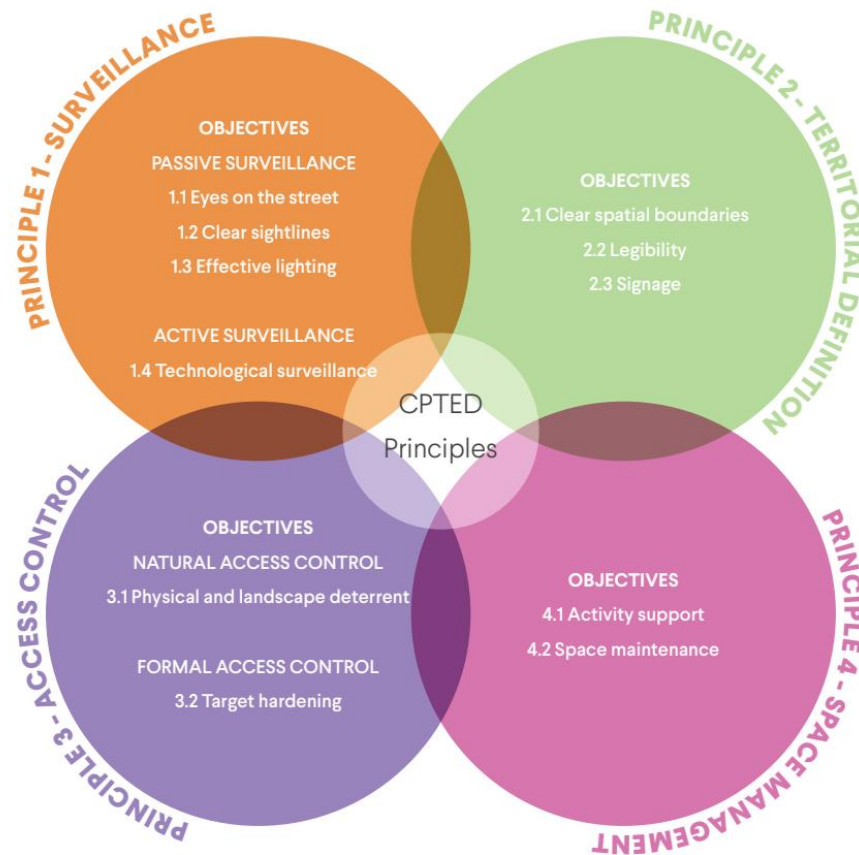 PRINCIPLE 1 - SURVEILLANCE
OBJECTIVES
PASSIVE SURVEILLANCE
1.1 Eyes on the street
1.2 Clear sightlines
1.3 Effective lighting
ACTIVE SURVEILLANCE
1.4 Technological surveillance
PRINCIPLE 2 - TERRITORIAL DEFINITION
OBJECTIVES
2.1 Clear spatial boundaries
2.2 Legibility
2.3 Signage
CPTED
Principles
PRINCIPLE 3 - ACCESS CONTROL
OBJECTIVES
NATURAL ACCESS CONTROL
3.1 Physical and landscape deterrent
FORMAL ACCESS CONTROL
3.2 Target hardening
PRINCIPLE 4 - SPACE MANAGEMENT
OBJECTIVES
4.1 Activity support
4.2 Space maintenance